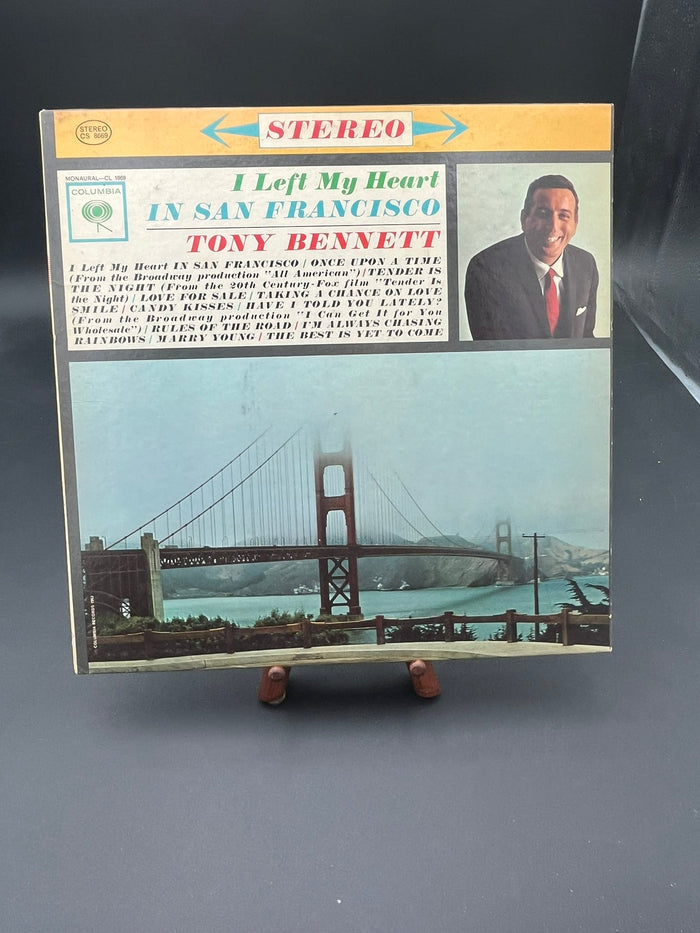 STEREO
CS 8669
STEREO
MONAURAL—CL 1869
COLUMBIA
I Left My Heart
IN SAN FRANCISCO
TONY BENNETT
I Left My Heart IN SAN FRANCISCO | ONCE UPON A TIME
(From the Broadway production "All American") | TENDER IS
THE NIGHT (From the 20th Century-Fox film "Tender Is
the Night) | LOVE FOR SALE | TAKING A CHANCE ON LOVE
SMILE | CANDY KISSES | HAVE I TOLD YOU LATELY?
(From the Broadway production "I Can Get It for You
Wholesale") | RULES OF THE ROAD | I'M ALWAYS CHASING
RAINBOWS | MARRY YOUNG | THE BEST IS YET TO COME
© COLUMBIA RECORDS 1962